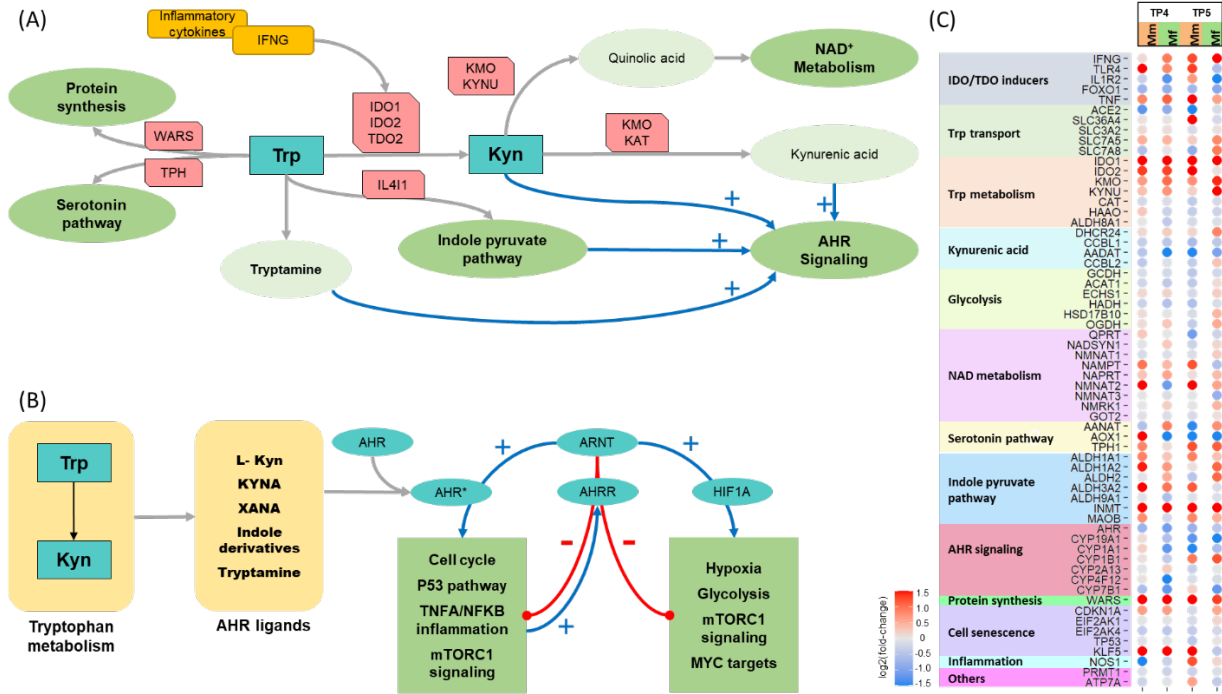 (A)
Inflammatory
cytokines
IFNG
Protein
synthesis
WARS
TPH
Serotonin
pathway
Trp
IDO1
IDO2
TDO2
IL4I1
KMO
KYNU
Quinolic acid
NAD+
Metabolism
Kyn
KMO
KAT
Kynurenic acid
+
+
Indole pyruvate
pathway
+
AHR
Signaling
Tryptamine
+
(B)
Trp
Kyn
Tryptophan
metabolism
L- Kyn
KYNA
XANA
Indole
derivatives
Tryptamine
AHR ligands
AHR
AHR*
+
ARNT
+
AHRR
HIF1A
-
-
Cell cycle
P53 pathway
TNFA/NFKB
inflammation
mTORC1
signaling
+
Hypoxia
Glycolysis
mTORC1
signaling
MYC targets
(C)
TP4 TP5
Mm Mf Mm Mf
IDO/TDO inducers
IFNG
TLR4
IL1R2
FOXO1
TNF
Trp transport
ACE2
SLC36A4
SLC3A2
SLC7A5
SLC7A8
Trp metabolism
IDO1
IDO2
KMO
KYNU
CAT
HAAO
ALDH8A1
Kynurenic acid
DHCR24
CCBL1
AADAT
CCBL2
Glycolysis
GCDH
ACAT1
ECHS1
HADH
HSD17B10
OGDH
NAD metabolism
QPRT
NADSYN1
NMNAT1
NAMPT
NAPRT
NMNAT2
NMNAT3
NMRK1
GOT2
Serotonin pathway
AANAT
AOX1
TPH1
Indole pyruvate
pathway
ALDH1A1
ALDH1A2
ALDH2
ALDH3A2
ALDH9A1
INMT
MAOB
AHR signaling
AHR
CYP19A1
CYP1A1
CYP1B1
CYP2A13
CYP4F12
CYP7B1
Protein synthesis
WARS
Cell senescence
CDKN1A
EIF2AK1
EIF2AK4
TP53
KLF5
Inflammation
NOS1
Others
PRMT1
ATP7A
log2(fold-change)
1.5
1.0
0.5
0
-0.5
-1.0
-1.5